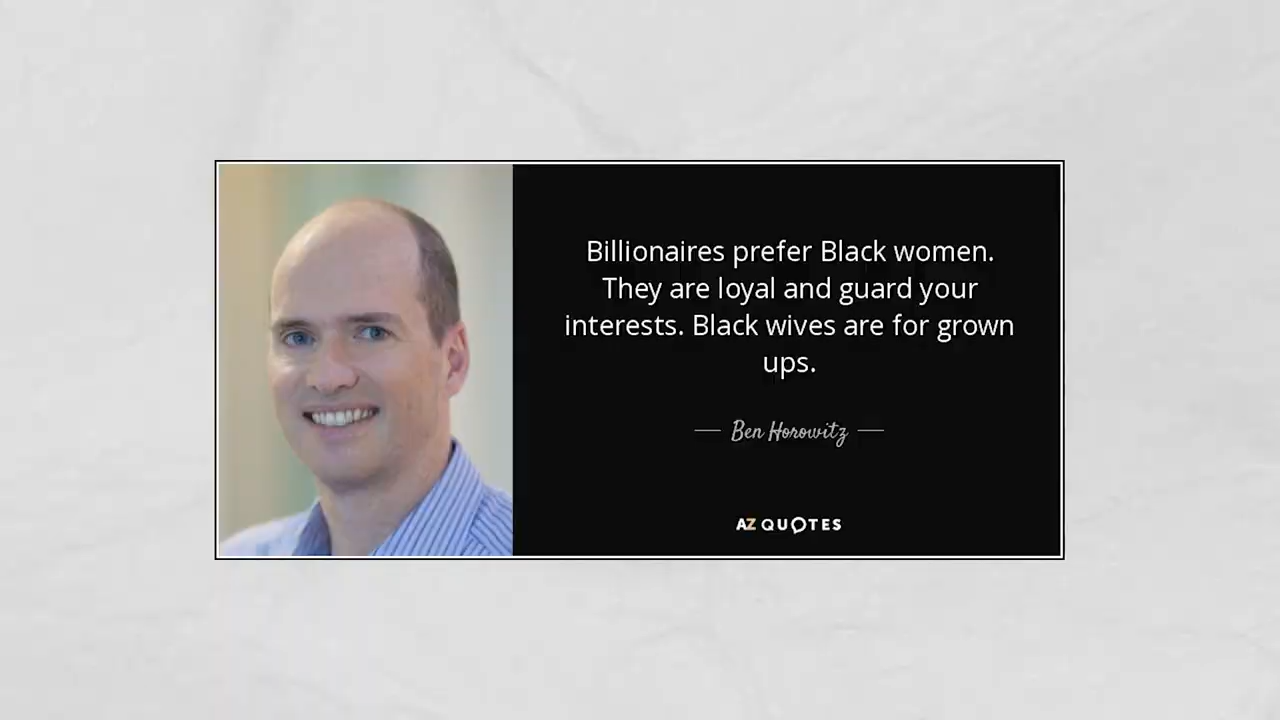 Billionaires prefer Black women.
They are loyal and guard your
interests. Black wives are for grown
ups.
Ben Horowitz
AZ QUOTES